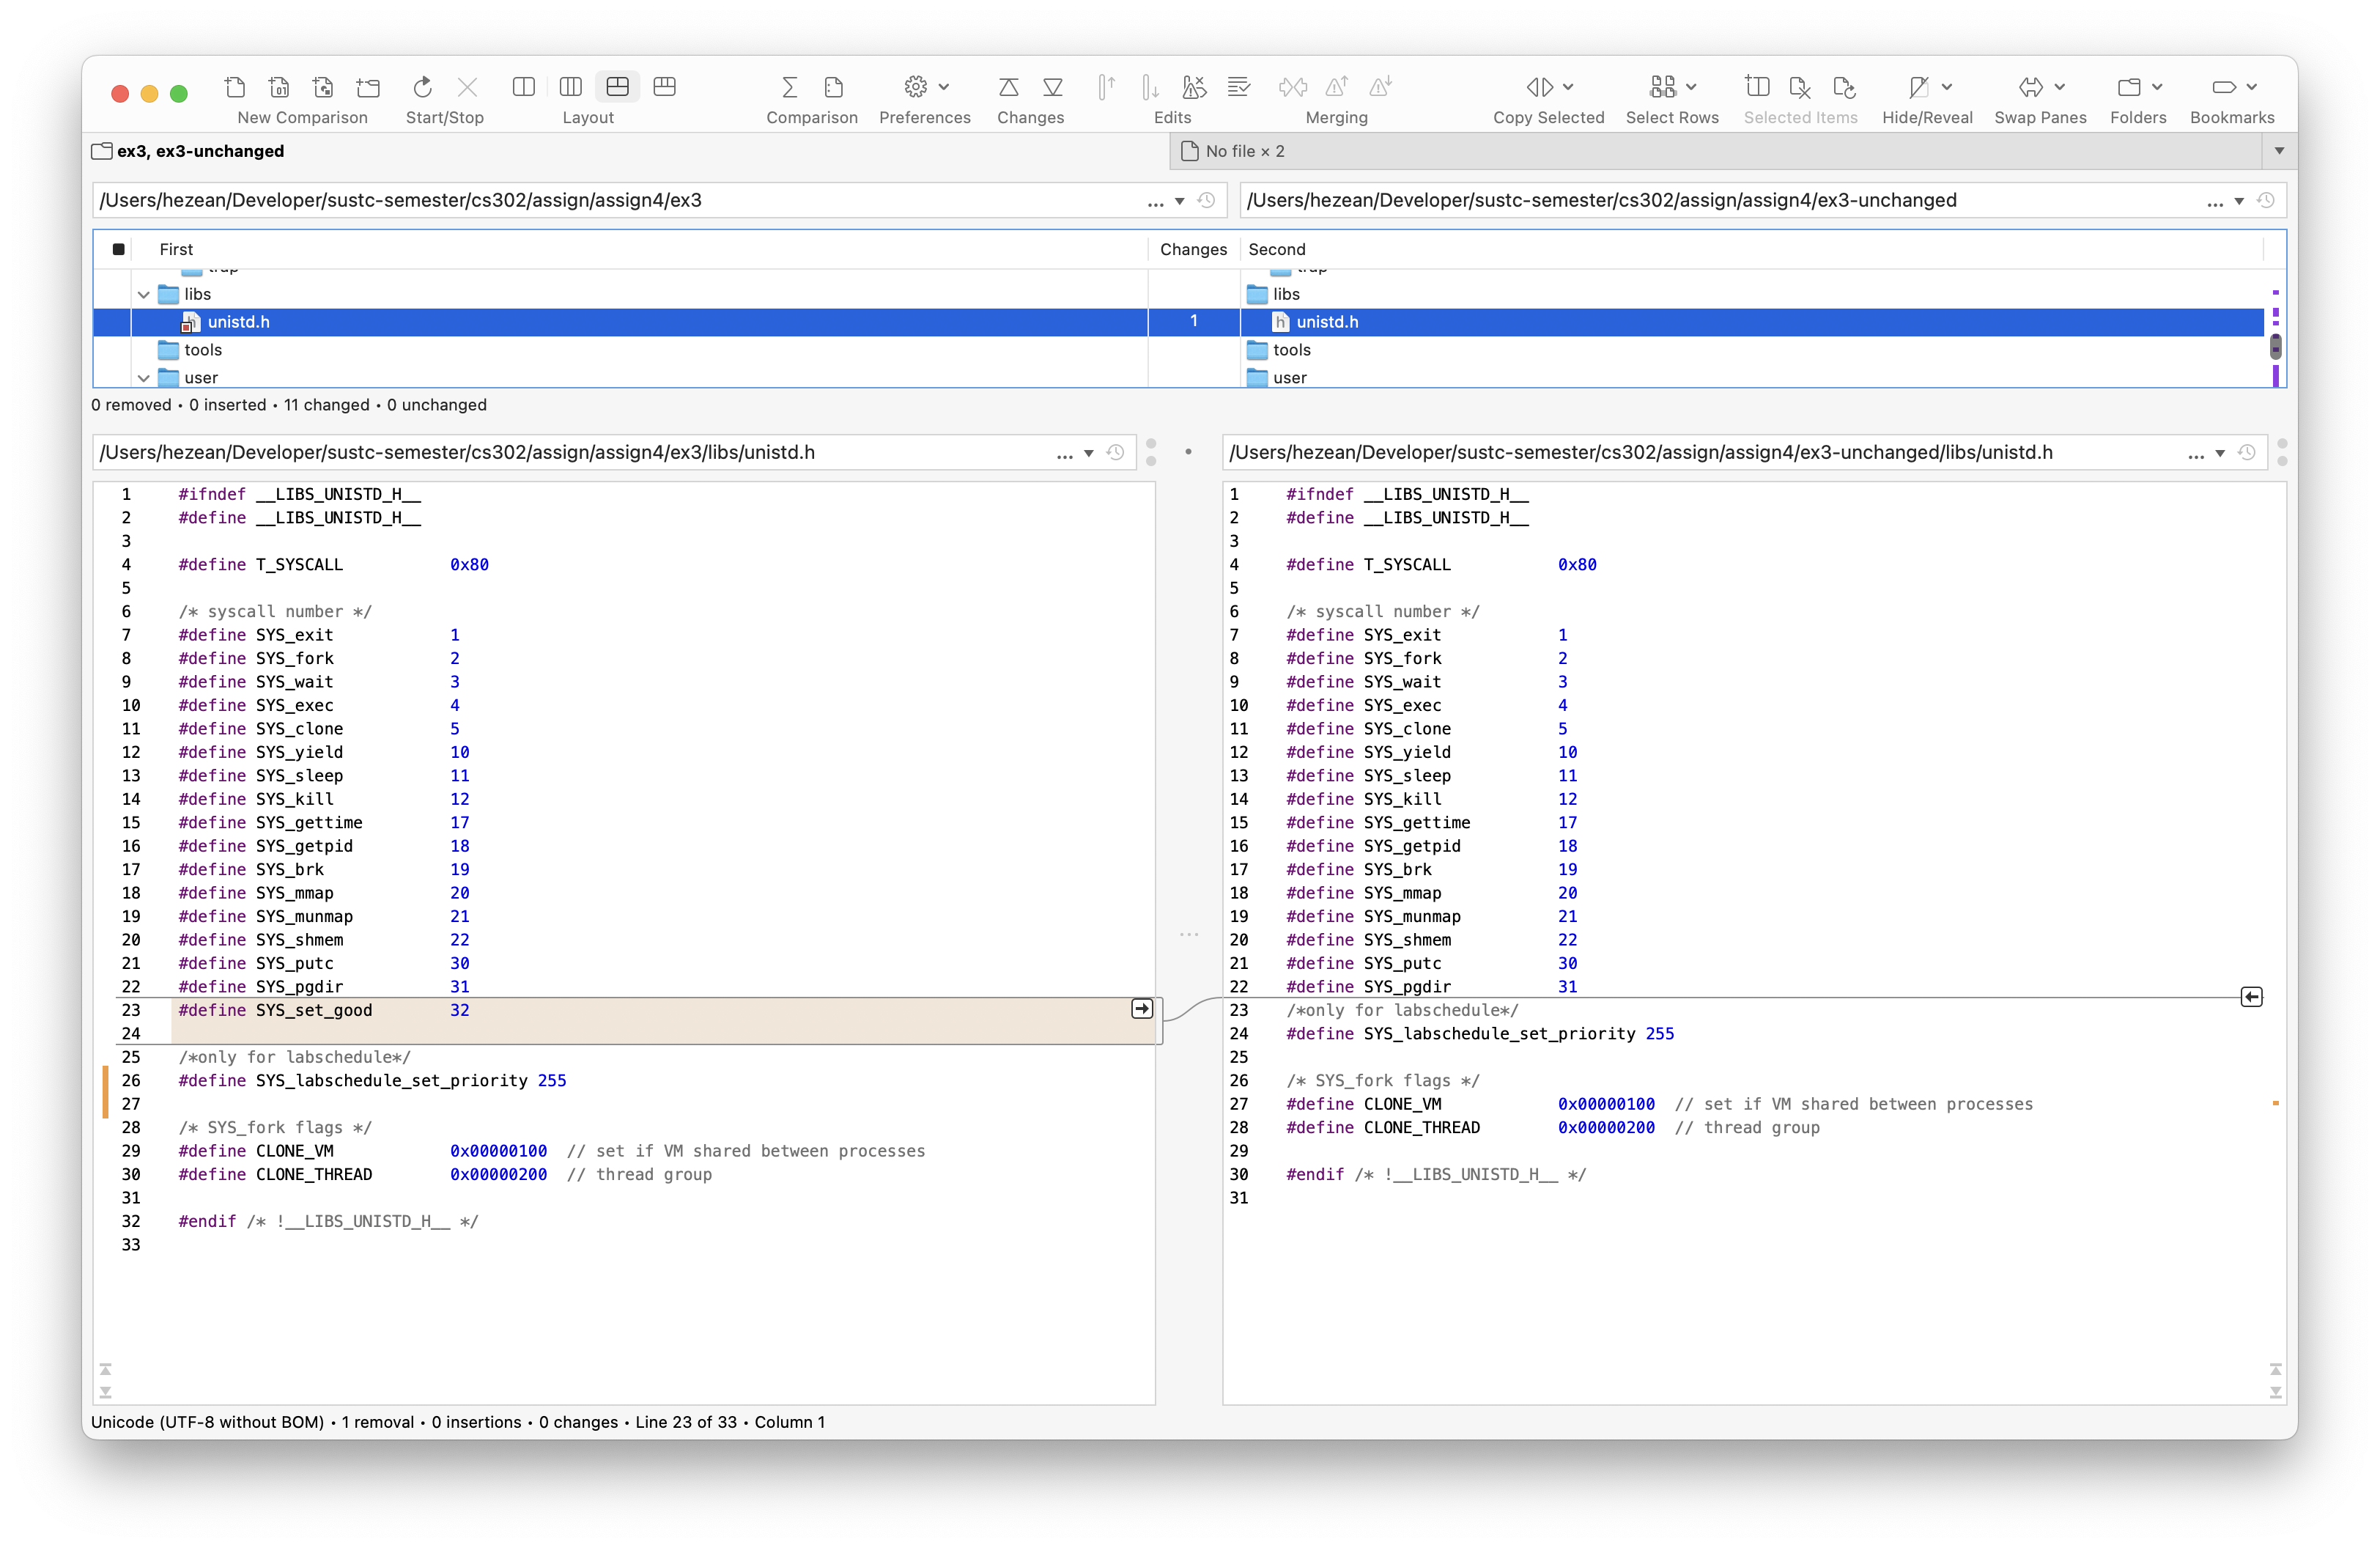 New Comparison Start/Stop Layout Comparison Preferences Changes Edits Merging Copy Selected Select Rows Selected Items Hide/Reveal Swap Panes Folders Bookmarks
ex3, ex3-unchanged No file × 2
/Users/hezean/Developer/sustc-semester/cs302/assign/assign4/ex3 ... /Users/hezean/Developer/sustc-semester/cs302/assign/assign4/ex3-unchanged ...
First Changes Second
trap trap
libs libs
unistd.h 1 unistd.h
tools tools
user user
0 removed • 0 inserted • 11 changed • 0 unchanged
/Users/hezean/Developer/sustc-semester/cs302/assign/assign4/ex3/libs/unistd.h ... • /Users/hezean/Developer/sustc-semester/cs302/assign/assign4/ex3-unchanged/libs/unistd.h ...
1 #ifndef __LIBS_UNISTD_H__
2 #define __LIBS_UNISTD_H__
3
4 #define T_SYSCALL 0x80
5
6 /* syscall number */
7 #define SYS_exit 1
8 #define SYS_fork 2
9 #define SYS_wait 3
10 #define SYS_exec 4
11 #define SYS_clone 5
12 #define SYS_yield 10
13 #define SYS_sleep 11
14 #define SYS_kill 12
15 #define SYS_gettime 17
16 #define SYS_getpid 18
17 #define SYS_brk 19
18 #define SYS_mmap 20
19 #define SYS_munmap 21
20 #define SYS_shmem 22
21 #define SYS_putc 30
22 #define SYS_pgdir 31
23 #define SYS_set_good 32
24
25 /*only for labschedule*/
26 #define SYS_labschedule_set_priority 255
27
28 /* SYS_fork flags */
29 #define CLONE_VM 0x00000100 // set if VM shared between processes
30 #define CLONE_THREAD 0x00000200 // thread group
31
32 #endif /* !__LIBS_UNISTD_H__ */
33
1 #ifndef __LIBS_UNISTD_H__
2 #define __LIBS_UNISTD_H__
3
4 #define T_SYSCALL 0x80
5
6 /* syscall number */
7 #define SYS_exit 1
8 #define SYS_fork 2
9 #define SYS_wait 3
10 #define SYS_exec 4
11 #define SYS_clone 5
12 #define SYS_yield 10
13 #define SYS_sleep 11
14 #define SYS_kill 12
15 #define SYS_gettime 17
16 #define SYS_getpid 18
17 #define SYS_brk 19
18 #define SYS_mmap 20
19 #define SYS_munmap 21
20 #define SYS_shmem 22
21 #define SYS_putc 30
22 #define SYS_pgdir 31
23 /*only for labschedule*/
24 #define SYS_labschedule_set_priority 255
25
26 /* SYS_fork flags */
27 #define CLONE_VM 0x00000100 // set if VM shared between processes
28 #define CLONE_THREAD 0x00000200 // thread group
29
30 #endif /* !__LIBS_UNISTD_H__ */
31
Unicode (UTF-8 without BOM) • 1 removal • 0 insertions • 0 changes • Line 23 of 33 • Column 1